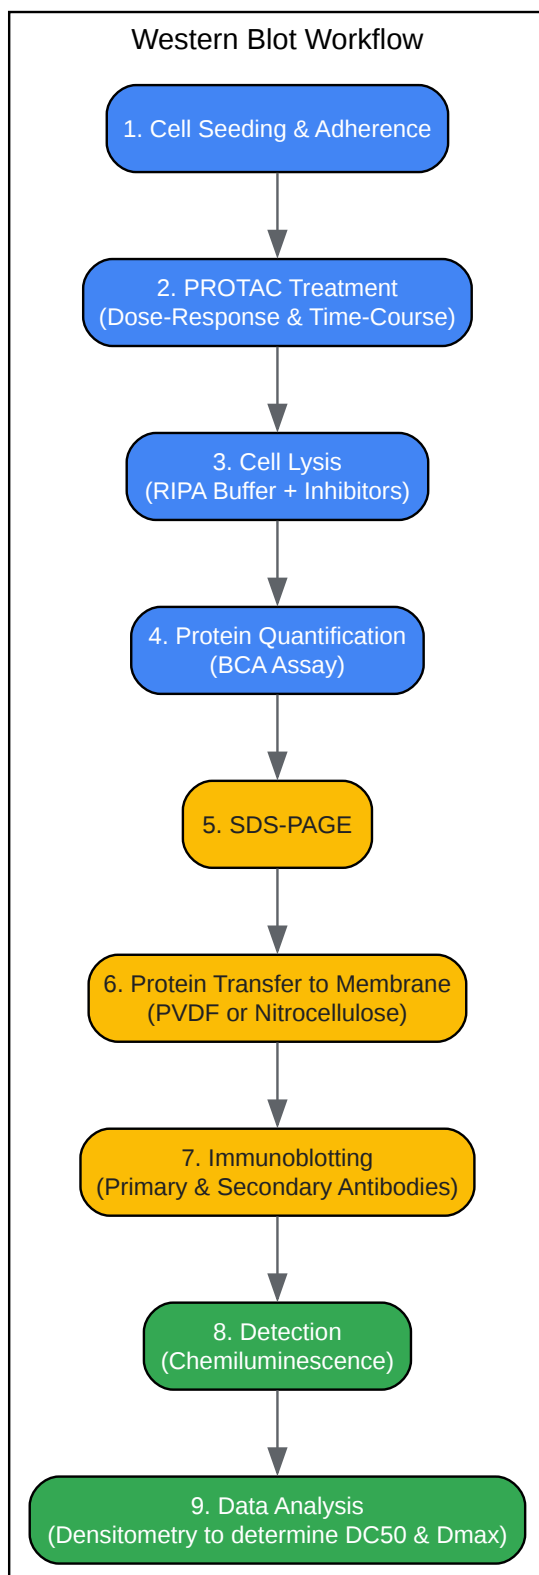 Western Blot Workflow
1. Cell Seeding & Adherence
2. PROTAC Treatment
(Dose-Response & Time-Course)
3. Cell Lysis
(RIPA Buffer + Inhibitors)
4. Protein Quantification
(BCA Assay)
5. SDS-PAGE
6. Protein Transfer to Membrane
(PVDF or Nitrocellulose)
7. Immunoblotting
(Primary & Secondary Antibodies)
8. Detection
(Chemiluminescence)
9. Data Analysis
(Densitometry to determine DC50 & Dmax)